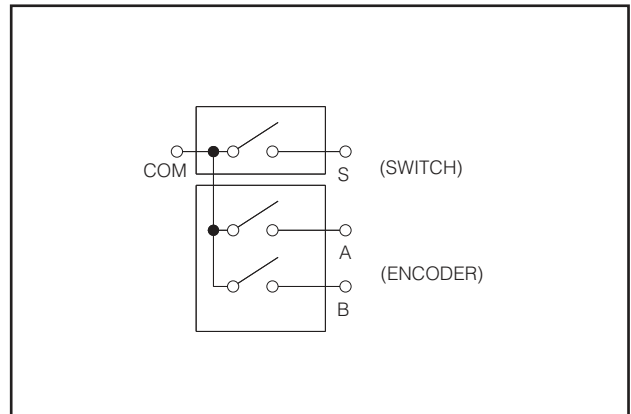 COM
S
(SWITCH)
A
(ENCODER)
B